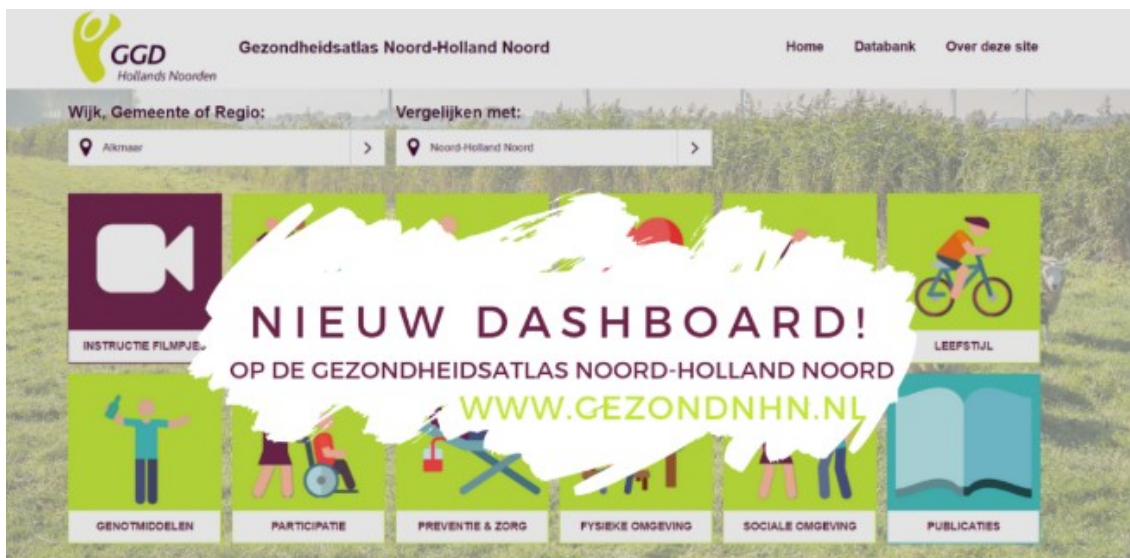 GGD
Hollands Noorden
Gezondheidsatlas Noord-Holland Noord
Home Databank Over deze site
Wijk, Gemeente of Regio: Vergelijken met:
Alkmaar > Noord-Holland Noord >
INSTRUCTIE FILMPJES LEEFSTIJL
NIEUW DASHBOARD!
OP DE GEZONDHEIDSATLAS NOORD-HOLLAND NOORD
WWW.GEZONDNHN.NL
GENOTMIDDELEN PARTICIPATIE PREVENTIE & ZORG FYSIEKE OMGEVING SOCIALE OMGEVING PUBLICATIES